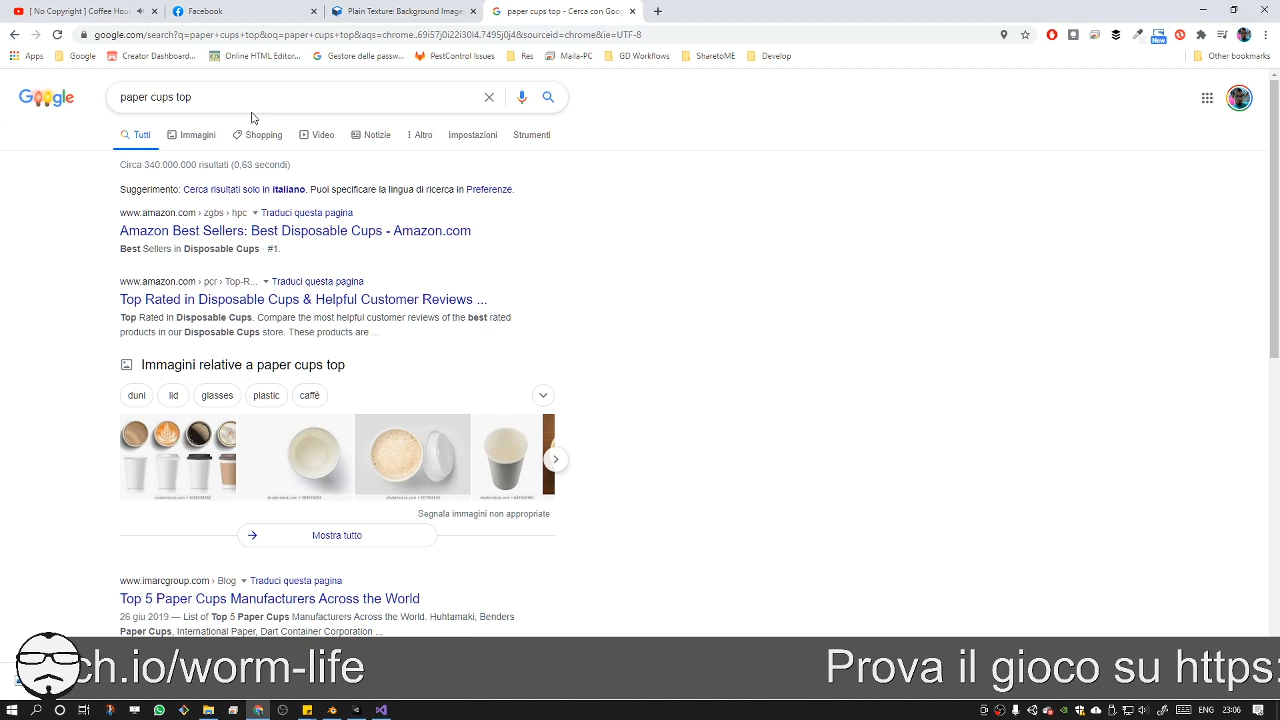 [ No Copyright ] Coffee Hou
Facebook
Plain Texture: Background Image
paper cups top - Cerca con Goog
google.com/search?q=paper+cups+top&oq=paper+cups+top&aqs=chrome..69i57j0i22i30l4.7495j0j4&sourceid=chrome&ie=UTF-8
New
Apps
Google
Creator Dashboard...
Online HTML Editor...
Gestore delle passw...
PestControl Issues
Res
Maila-PC
GD Workflows
SharetoME
Develop
Other bookmarks
Google
paper cups top
Tutti
Immagini
Shopping
Video
Notizie
Altro
Impostazioni
Strumenti
Circa 340.000.000 risultati (0,63 secondi)
Suggerimento: Cerca risultati solo in italiano. Puoi specificare la lingua di ricerca in Preferenze.
www.amazon.com › zgbs › hpc Traduci questa pagina
Amazon Best Sellers: Best Disposable Cups - Amazon.com
Best Sellers in Disposable Cups · #1.
www.amazon.com › pcr › Top-R... Traduci questa pagina
Top Rated in Disposable Cups & Helpful Customer Reviews ...
Top Rated in Disposable Cups. Compare the most helpful customer reviews of the best rated
products in our Disposable Cups store. These products are ...
Immagini relative a paper cups top
duni
lid
glasses
plastic
caffè
Segnala immagini non appropriate
Mostra tutto
www.imarcgroup.com › Blog Traduci questa pagina
Top 5 Paper Cups Manufacturers Across the World
26 giu 2019 — List of Top 5 Paper Cups Manufacturers Across the World. Huhtamaki, Benders
Paper Cups, International Paper, Dart Container Corporation ...
ch.io/worm-life
Prova il gioco su https:
ENG
23:06